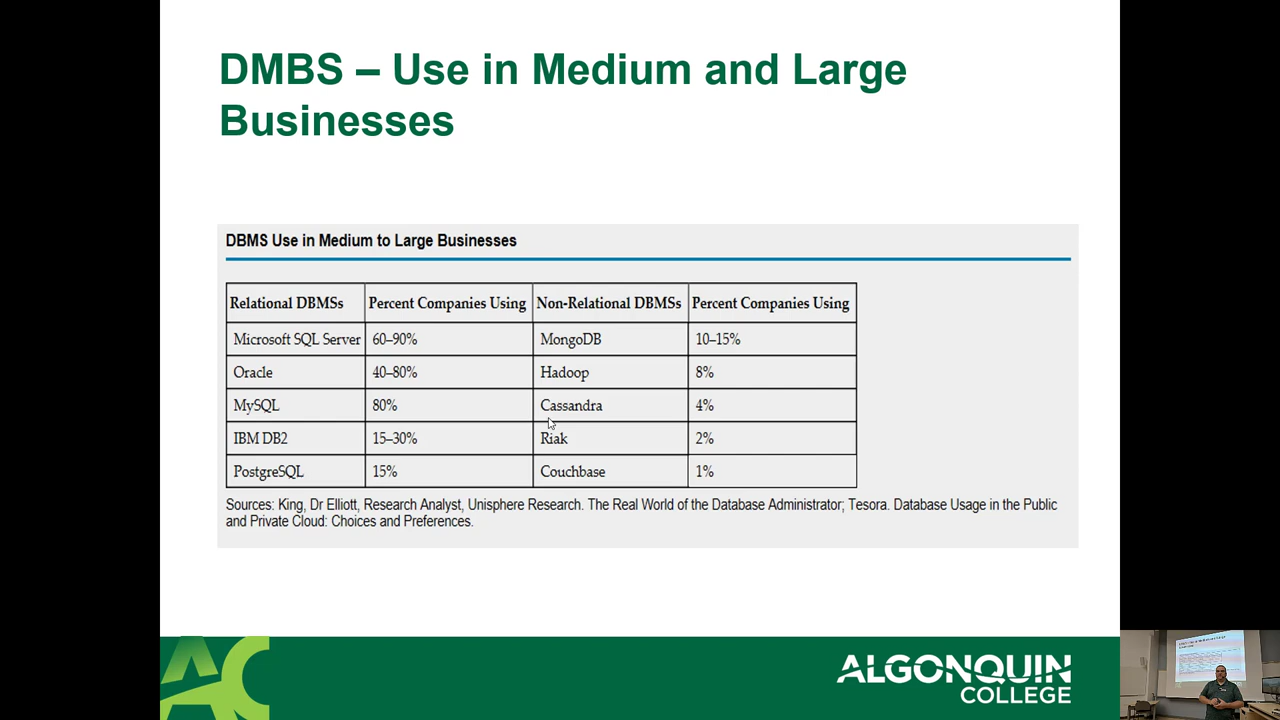 DMBS – Use in Medium and Large
Businesses
DBMS Use in Medium to Large Businesses
Relational DBMSs Percent Companies Using Non-Relational DBMSs Percent Companies Using
Microsoft SQL Server 60–90% MongoDB 10–15%
Oracle 40–80% Hadoop 8%
MySQL 80% Cassandra 4%
IBM DB2 15–30% Riak 2%
PostgreSQL 15% Couchbase 1%
Sources: King, Dr Elliott, Research Analyst, Unisphere Research. The Real World of the Database Administrator; Tesora. Database Usage in the Public
and Private Cloud: Choices and Preferences.
AC
ALGONQUIN
COLLEGE